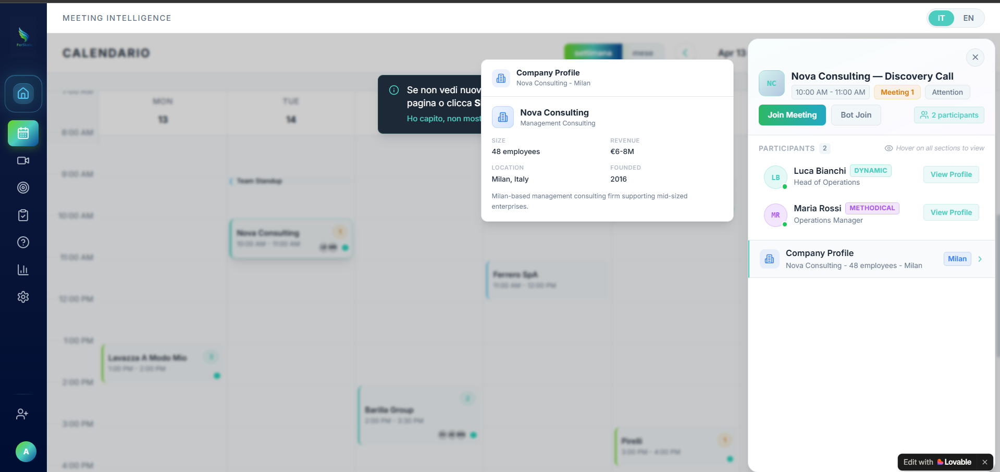 MEETING INTELLIGENCE
IT EN
ForSkale
CALENDARIO
settimana mese
Apr 13
MON
13
TUE
14
7:00 AM
8:00 AM
9:00 AM
10:00 AM
11:00 AM
12:00 PM
1:00 PM
2:00 PM
3:00 PM
4:00 PM
Se non vedi nuov
pagina o clicca S
Ho capito, non most
Team Standup
Nova Consulting
10:00 AM - 11:00 AM
Ferrero SpA
11:00 AM - 12:00 PM
Lavazza A Modo Mio
1:00 PM - 2:00 PM
Barilla Group
2:00 PM - 3:30 PM
Pirelli
3:00 PM - 4:00 PM
Company Profile
Nova Consulting - Milan
Nova Consulting
Management Consulting
SIZE
48 employees
REVENUE
€6-8M
LOCATION
Milan, Italy
FOUNDED
2016
Milan-based management consulting firm supporting mid-sized
enterprises.
NC
Nova Consulting — Discovery Call
10:00 AM - 11:00 AM Meeting 1 Attention
Join Meeting Bot Join 2 participants
PARTICIPANTS 2 Hover on all sections to view
LB
Luca Bianchi DYNAMIC
Head of Operations
View Profile
MR
Maria Rossi METHODICAL
Operations Manager
View Profile
Company Profile
Nova Consulting - 48 employees - Milan
Milan
A
Edit with Lovable